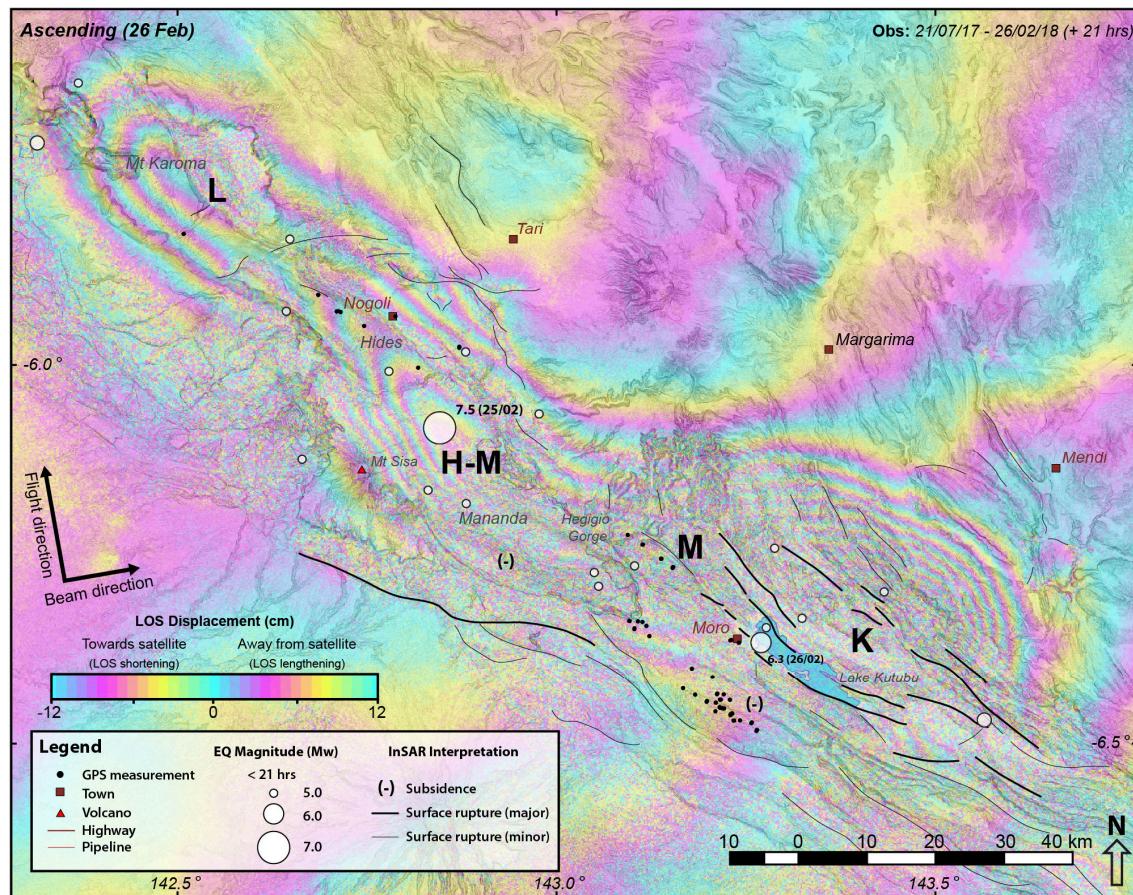 Ascending (26 Feb)
Obs: 21/07/17 - 26/02/18 (+ 21 hrs)
Mt Karoma
L
Tari
Nogoli
Hides
Margarima
-6.0 °
7.5 (25/02)
H-M
Mt Sisa
Mendi
Flight direction
Mananda
Hegigio
Gorge
M
(-)
Beam direction
LOS Displacement (cm)
Towards satellite
Away from satellite
(LOS shortening)
(LOS lengthening)
-12
0
12
Moro
K
6.3 (26/02)
Lake Kutubu
(-)
-6.5 °
Legend
GPS measurement
Town
Volcano
Highway
Pipeline
EQ Magnitude (Mw)
< 21 hrs
5.0
6.0
7.0
InSAR Interpretation
(-) Subsidence
Surface rupture (major)
Surface rupture (minor)
N
10 0 10 20 30 40 km
142.5 °
143.0 °
143.5 °